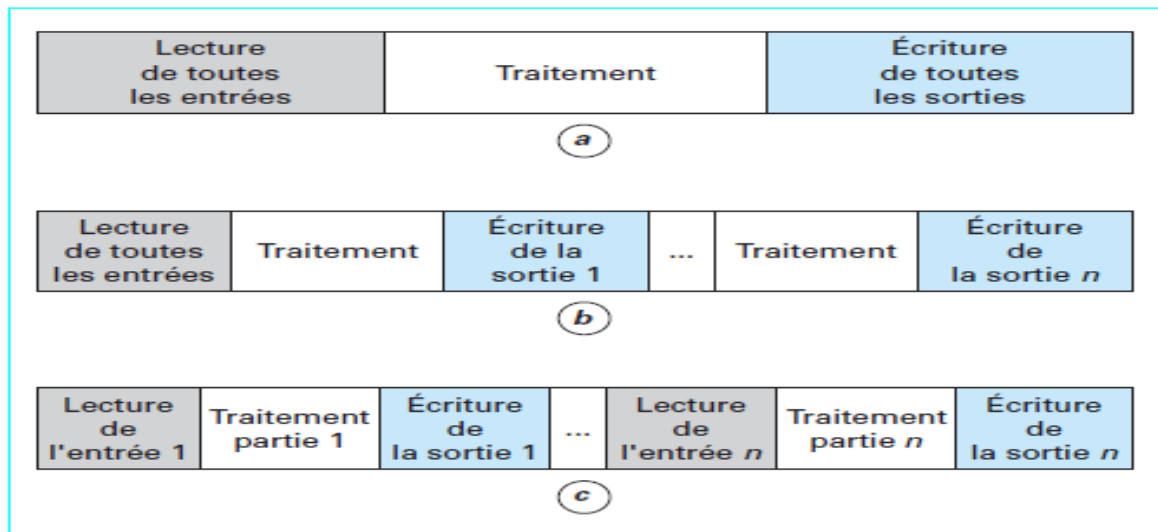 Lecture
de toutes
les entrées
Traitement
Écriture
de toutes
les sorties
a
Lecture
de toutes
les entrées
Traitement
Écriture
de la
sortie 1
...
Traitement
Écriture
de
la sortie n
b
Lecture
de
l'entrée 1
Traitement
partie 1
Écriture
de
la sortie 1
...
Lecture
de
l'entrée n
Traitement
partie n
Écriture
de
la sortie n
c